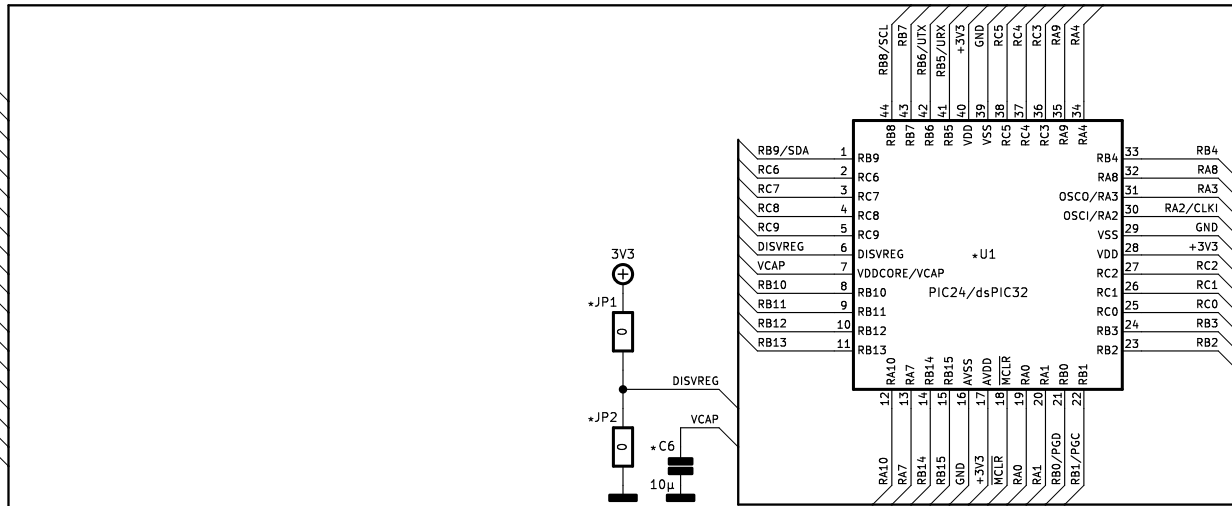 RB8/SCL
RB7
RB6/UTX
RB5/URX
+3V3
GND
RC5
RC4
RC3
RA9
RA4
44
43
42
41
40
39
38
37
36
35
34
RB8
RB7
RB6
RB5
VDD
VSS
RC5
RC4
RC3
RA9
RA4
RB9/SDA 1 RB9
RC6 2 RC6
RC7 3 RC7
RC8 4 RC8
RC9 5 RC9
DISVREG 6 DISVREG
VCAP 7 VDDCORE/VCAP
RB10 8 RB10
RB11 9 RB11
RB12 10 RB12
RB13 11 RB13
*U1
PIC24/dsPIC32
RB4 33 RB4
RA8 32 RA8
OSCO/RA3 31 RA3
OSCI/RA2 30 RA2/CLKI
VSS 29 GND
VDD 28 +3V3
RC2 27 RC2
RC1 26 RC1
RC0 25 RC0
RB3 24 RB3
RB2 23 RB2
RA10
RA7
RB14
RB15
AVSS
AVDD
MCLR
RA0
RA1
RB0
RB1
12
13
14
15
16
17
18
19
20
21
22
RA10
RA7
RB14
RB15
GND
+3V3
MCLR
RA0
RA1
RB0/PGD
RB1/PGC
3V3
*JP1
0
DISVREG
*JP2
0
VCAP
*C6
10µ